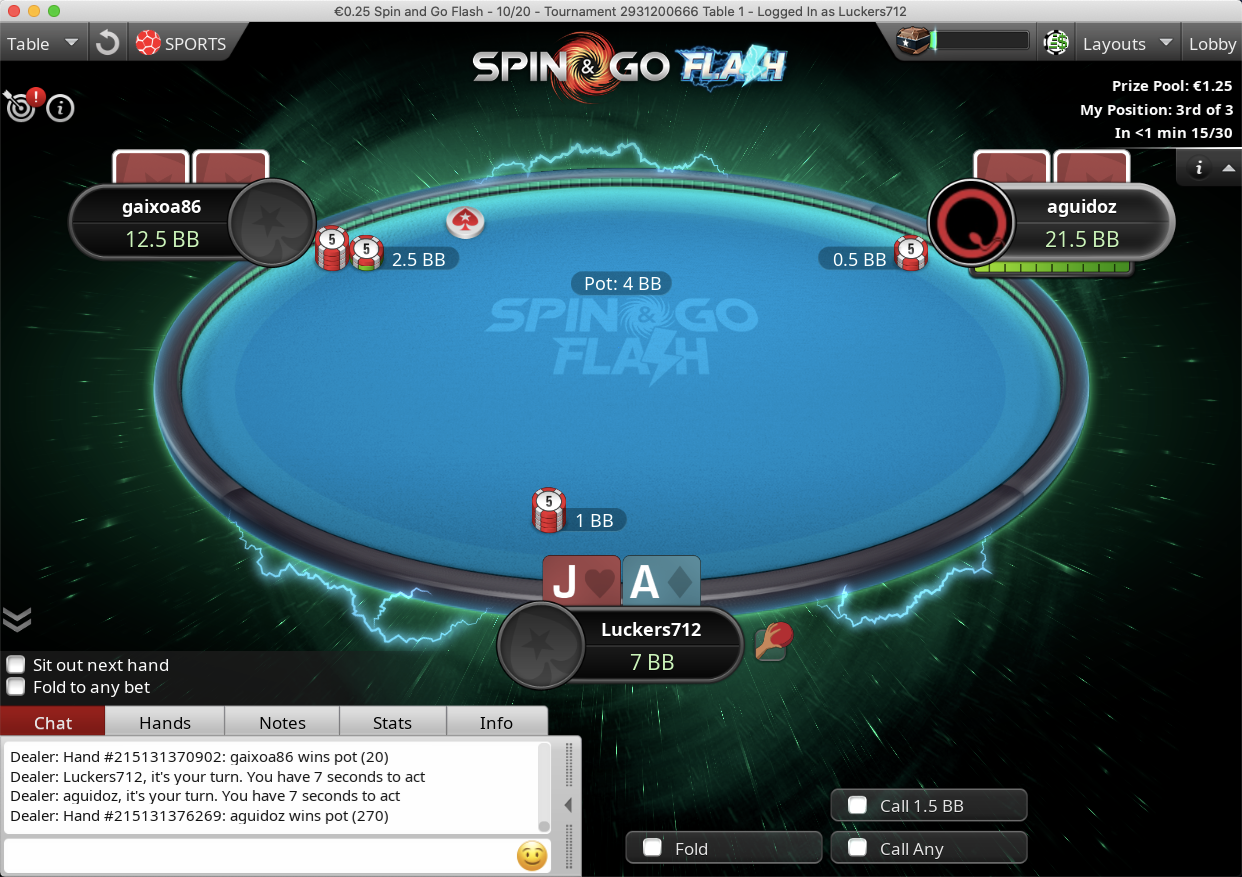 €0.25 Spin and Go Flash - 10/20 - Tournament 2931200666 Table 1 - Logged In as Luckers712
Table
SPORTS
SPIN & GO FLASH
Layouts
Lobby
Prize Pool: €1.25
My Position: 3rd of 3
In <1 min 15/30
gaixoa86
12.5 BB
aguidoz
21.5 BB
5
5
2.5 BB
0.5 BB
5
Pot: 4 BB
SPIN & GO
FLASH
5
1 BB
J A
Luckers712
7 BB
Sit out next hand
Fold to any bet
Chat
Hands
Notes
Stats
Info
Dealer: Hand #215131370902: gaixoa86 wins pot (20)
Dealer: Luckers712, it's your turn. You have 7 seconds to act
Dealer: aguidoz, it's your turn. You have 7 seconds to act
Dealer: Hand #215131376269: aguidoz wins pot (270)
Call 1.5 BB
Fold
Call Any